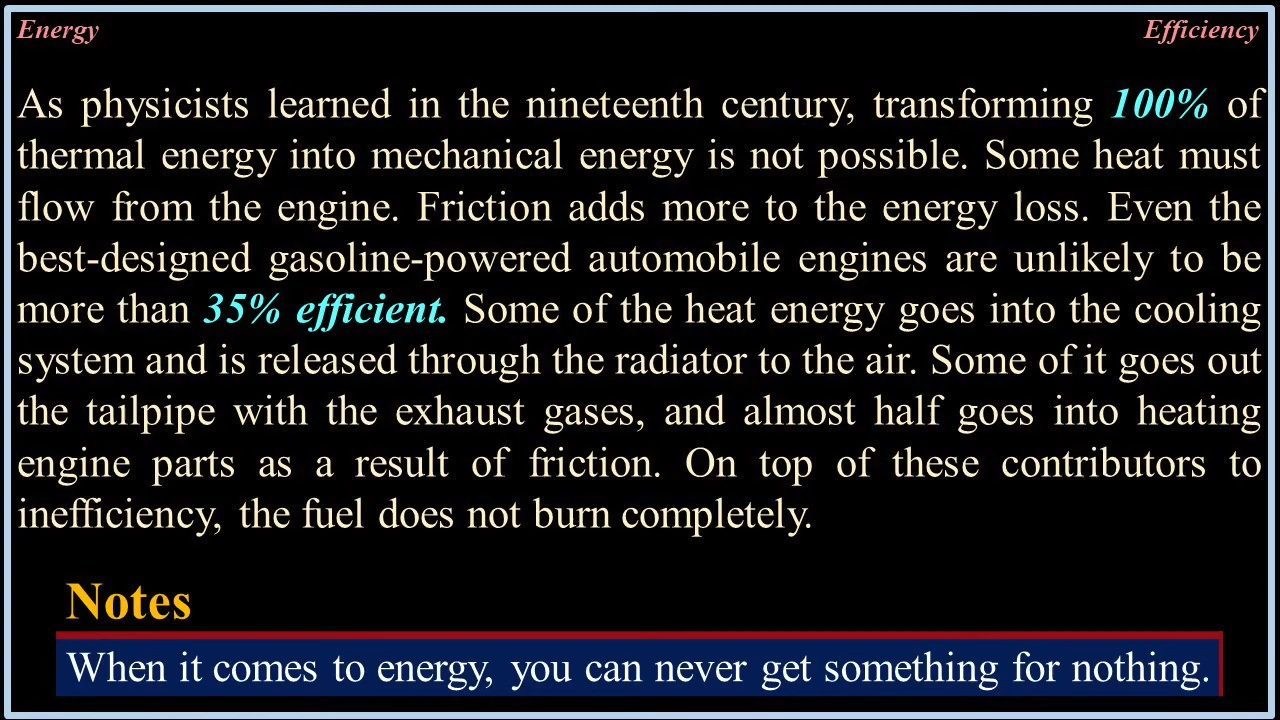 Energy
Efficiency
As physicists learned in the nineteenth century, transforming 100% of
thermal energy into mechanical energy is not possible. Some heat must
flow from the engine. Friction adds more to the energy loss. Even the
best-designed gasoline-powered automobile engines are unlikely to be
more than 35% efficient. Some of the heat energy goes into the cooling
system and is released through the radiator to the air. Some of it goes out
the tailpipe with the exhaust gases, and almost half goes into heating
engine parts as a result of friction. On top of these contributors to
inefficiency, the fuel does not burn completely.
Notes
When it comes to energy, you can never get something for nothing.